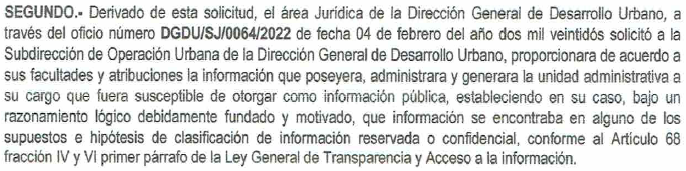 SEGUNDO.- Derivado de esta solicitud, el área Jurídica de la Dirección General de Desarrollo Urbano, a
través del oficio número DGDU/SJ/0064/2022 de fecha 04 de febrero del año dos mil veintidós solicitó a la
Subdirección de Operación Urbana de la Dirección General de Desarrollo Urbano, proporcionara de acuerdo a
sus facultades y atribuciones la información que poseyera, administrara y generara la unidad administrativa a
su cargo que fuera susceptible de otorgar como información pública, estableciendo en su caso, bajo un
razonamiento lógico debidamente fundado y motivado, que información se encontraba en alguno de los
supuestos e hipótesis de clasificación de información reservada o confidencial, conforme al Artículo 68
fracción IV y VI primer párrafo de la Ley General de Transparencia y Acceso a la información.